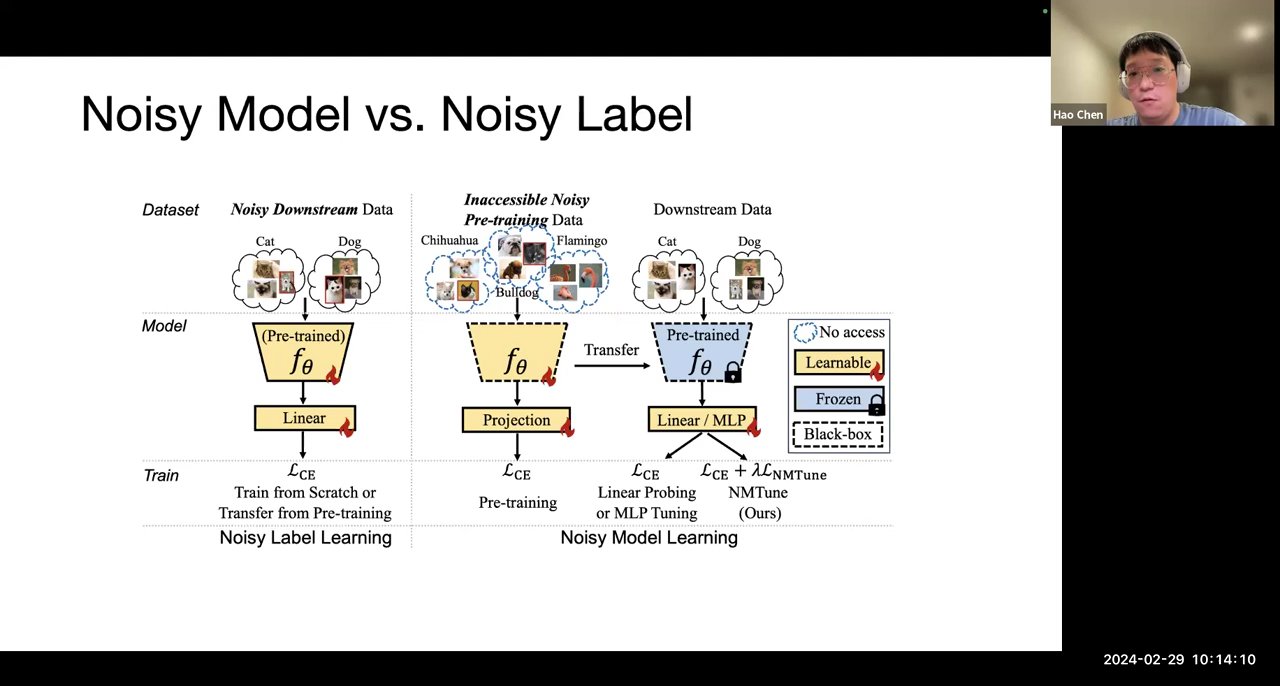 Noisy Model vs. Noisy Label
Hao Chen
Dataset
Noisy Downstream Data
Inaccessible Noisy
Pre-training Data
Downstream Data
Cat
Dog
Chihuahua
Flamingo
Bulldog
Cat
Dog
Model
(Pre-trained)
fθ
fθ
Transfer
Pre-trained
fθ
No access
Learnable
Frozen
Black-box
Linear
Projection
Linear / MLP
Train
ℒCE
ℒCE
ℒCE
ℒCE + λℒNMTune
Train from Scratch or
Transfer from Pre-training
Pre-training
Linear Probing
or MLP Tuning
NMTune
(Ours)
Noisy Label Learning
Noisy Model Learning
2024-02-29 10:14:10